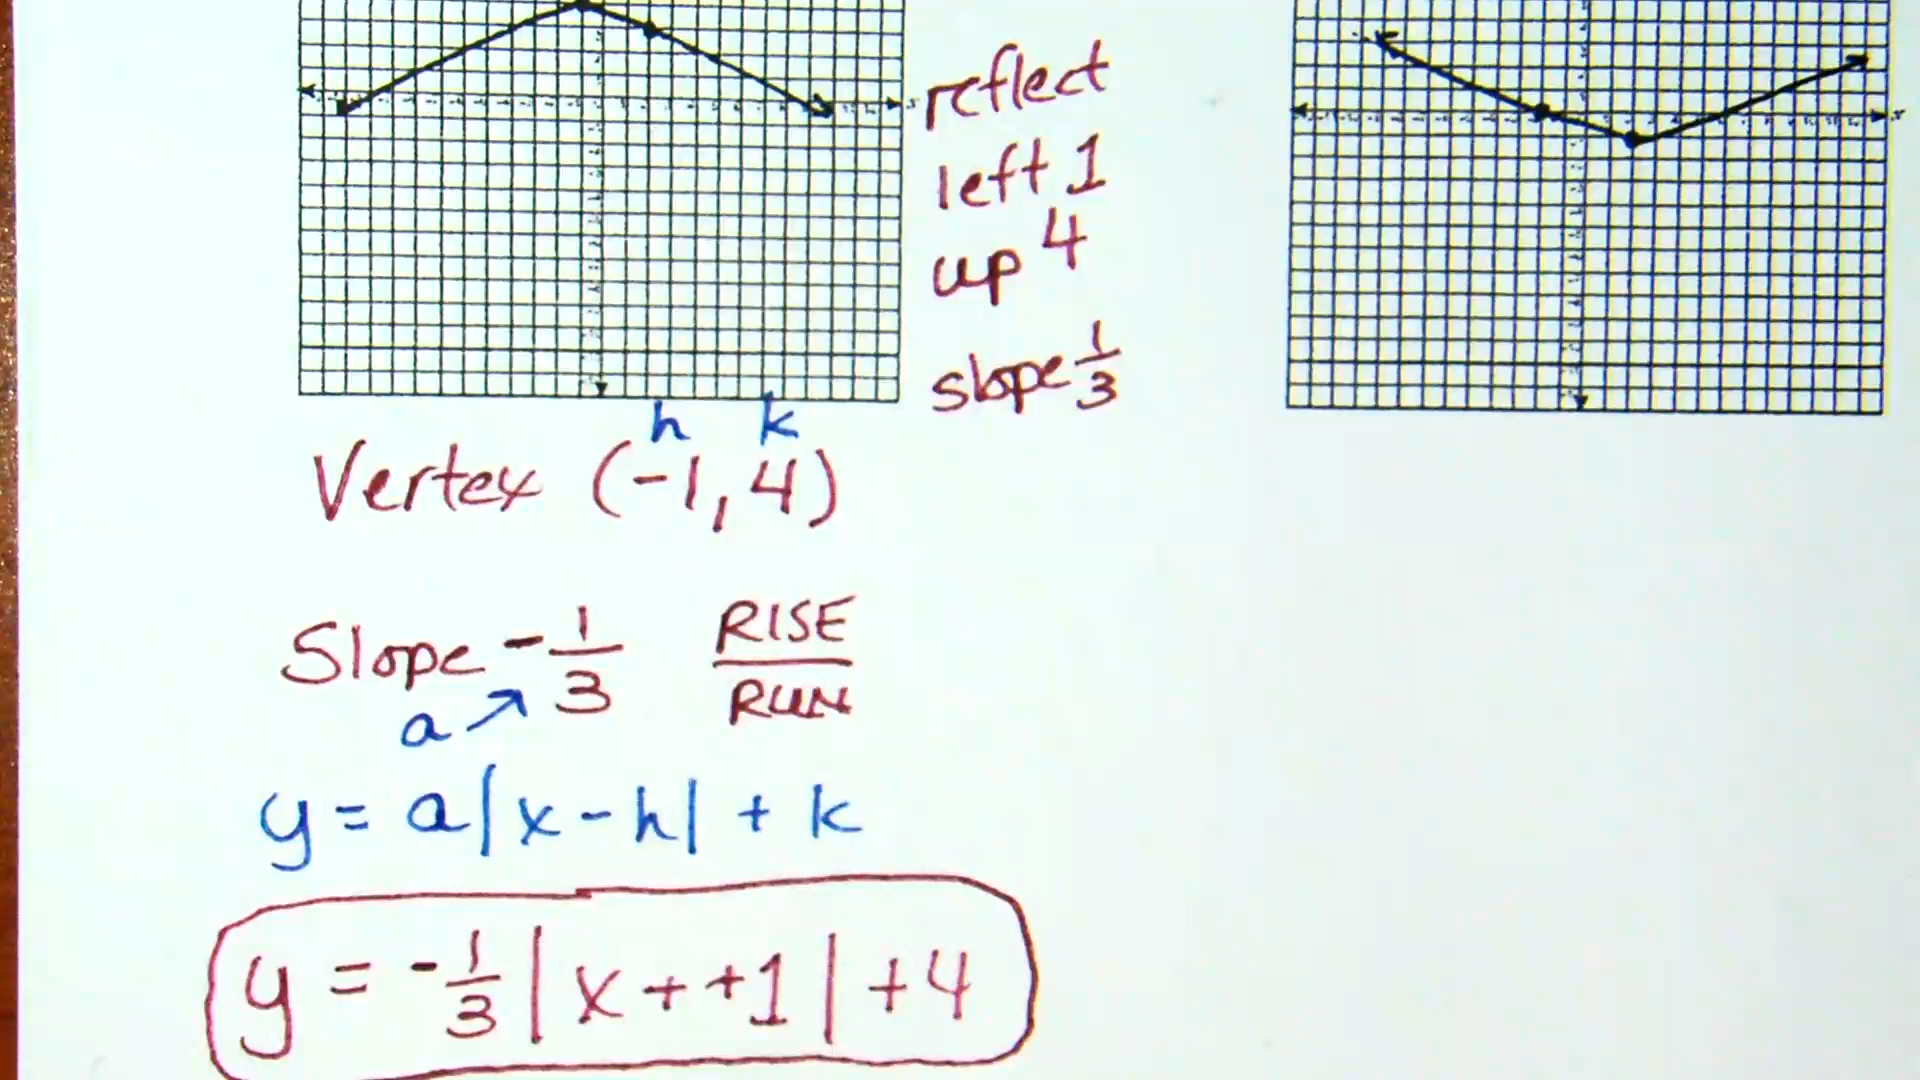 reflect
left 1
up 4
slope 1/3
h k
Vertex (-1, 4)
Slope -1/3 RISE/RUN
a
y = a|x - h| + k
y = -1/3|x + +1| + 4